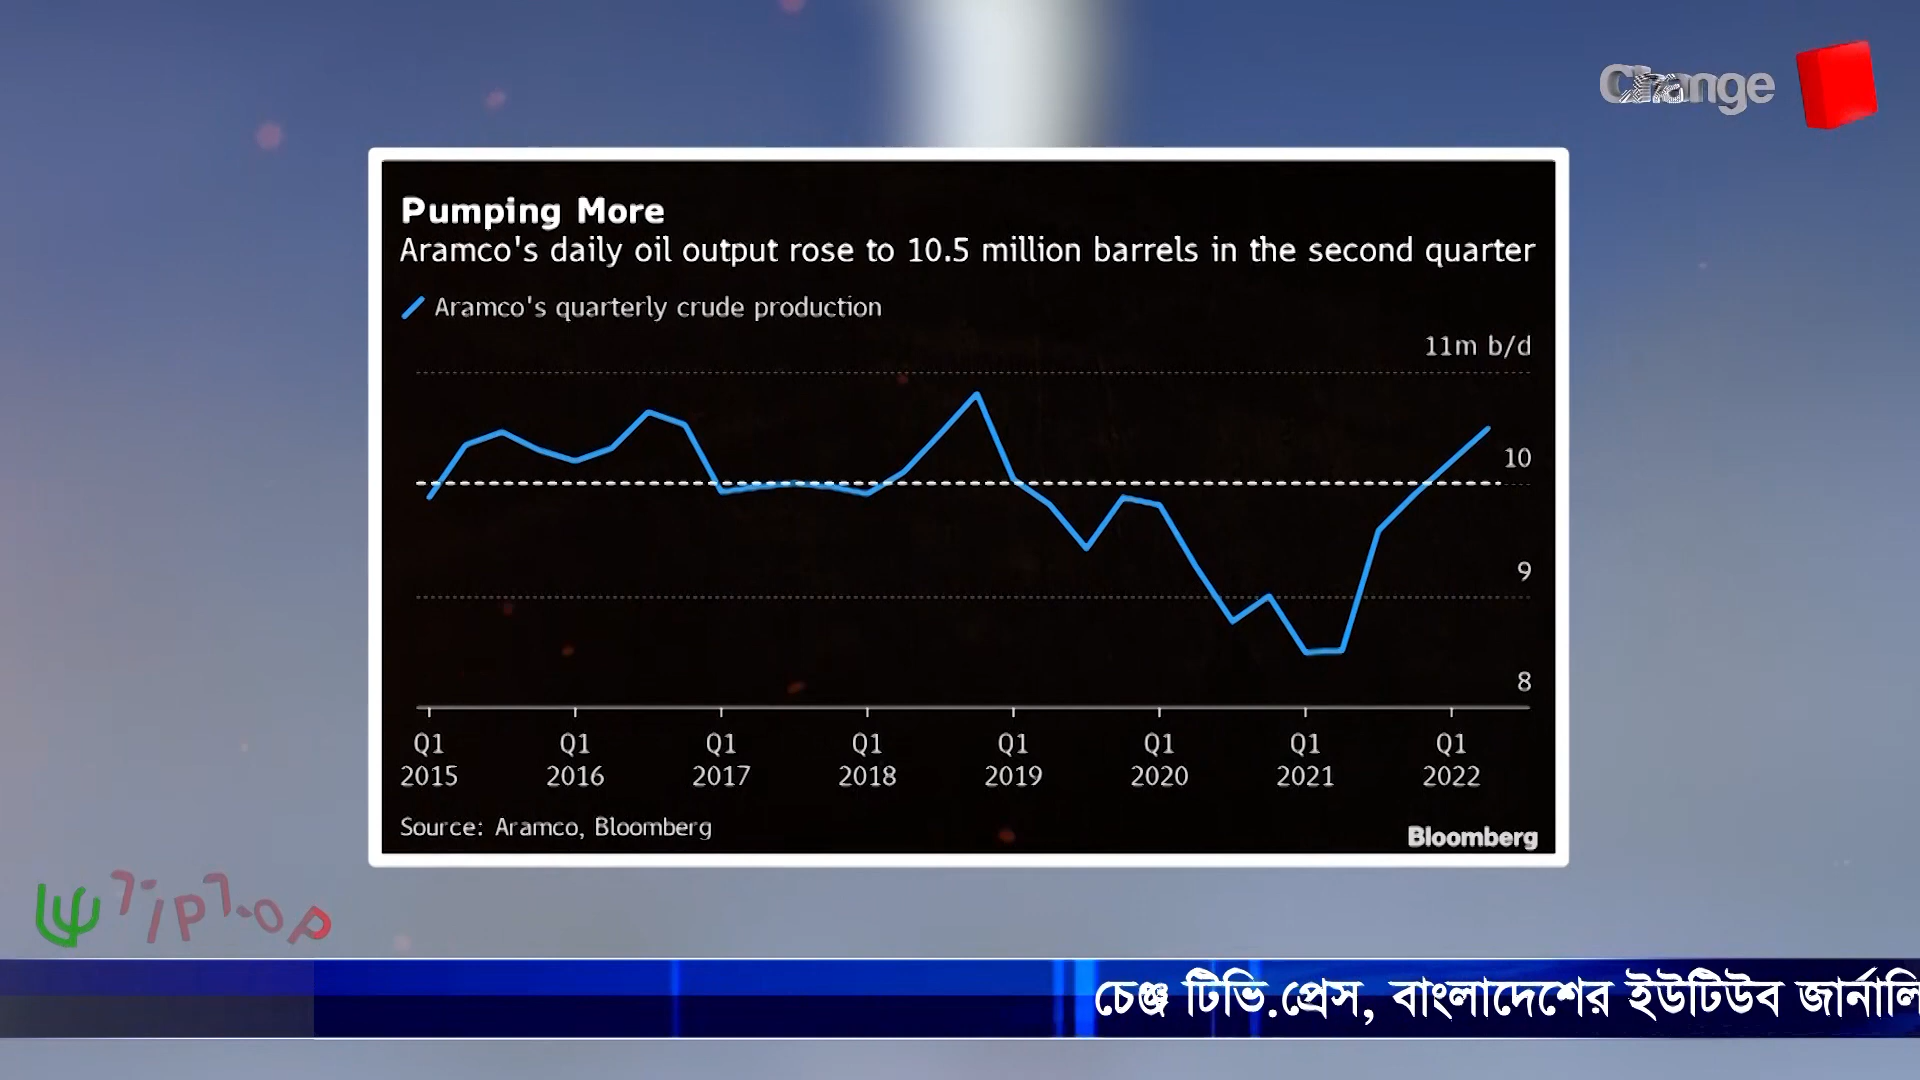 Change
Pumping More
Aramco's daily oil output rose to 10.5 million barrels in the second quarter
Aramco's quarterly crude production
11m b/d
10
9
8
Q1 Q1 Q1 Q1 Q1 Q1 Q1 Q1
2015 2016 2017 2018 2019 2020 2021 2022
Source: Aramco, Bloomberg
Bloomberg
TipTop
চেঞ্জ টিভি.প্রেস, বাংলাদেশের ইউটিউব জার্নালি